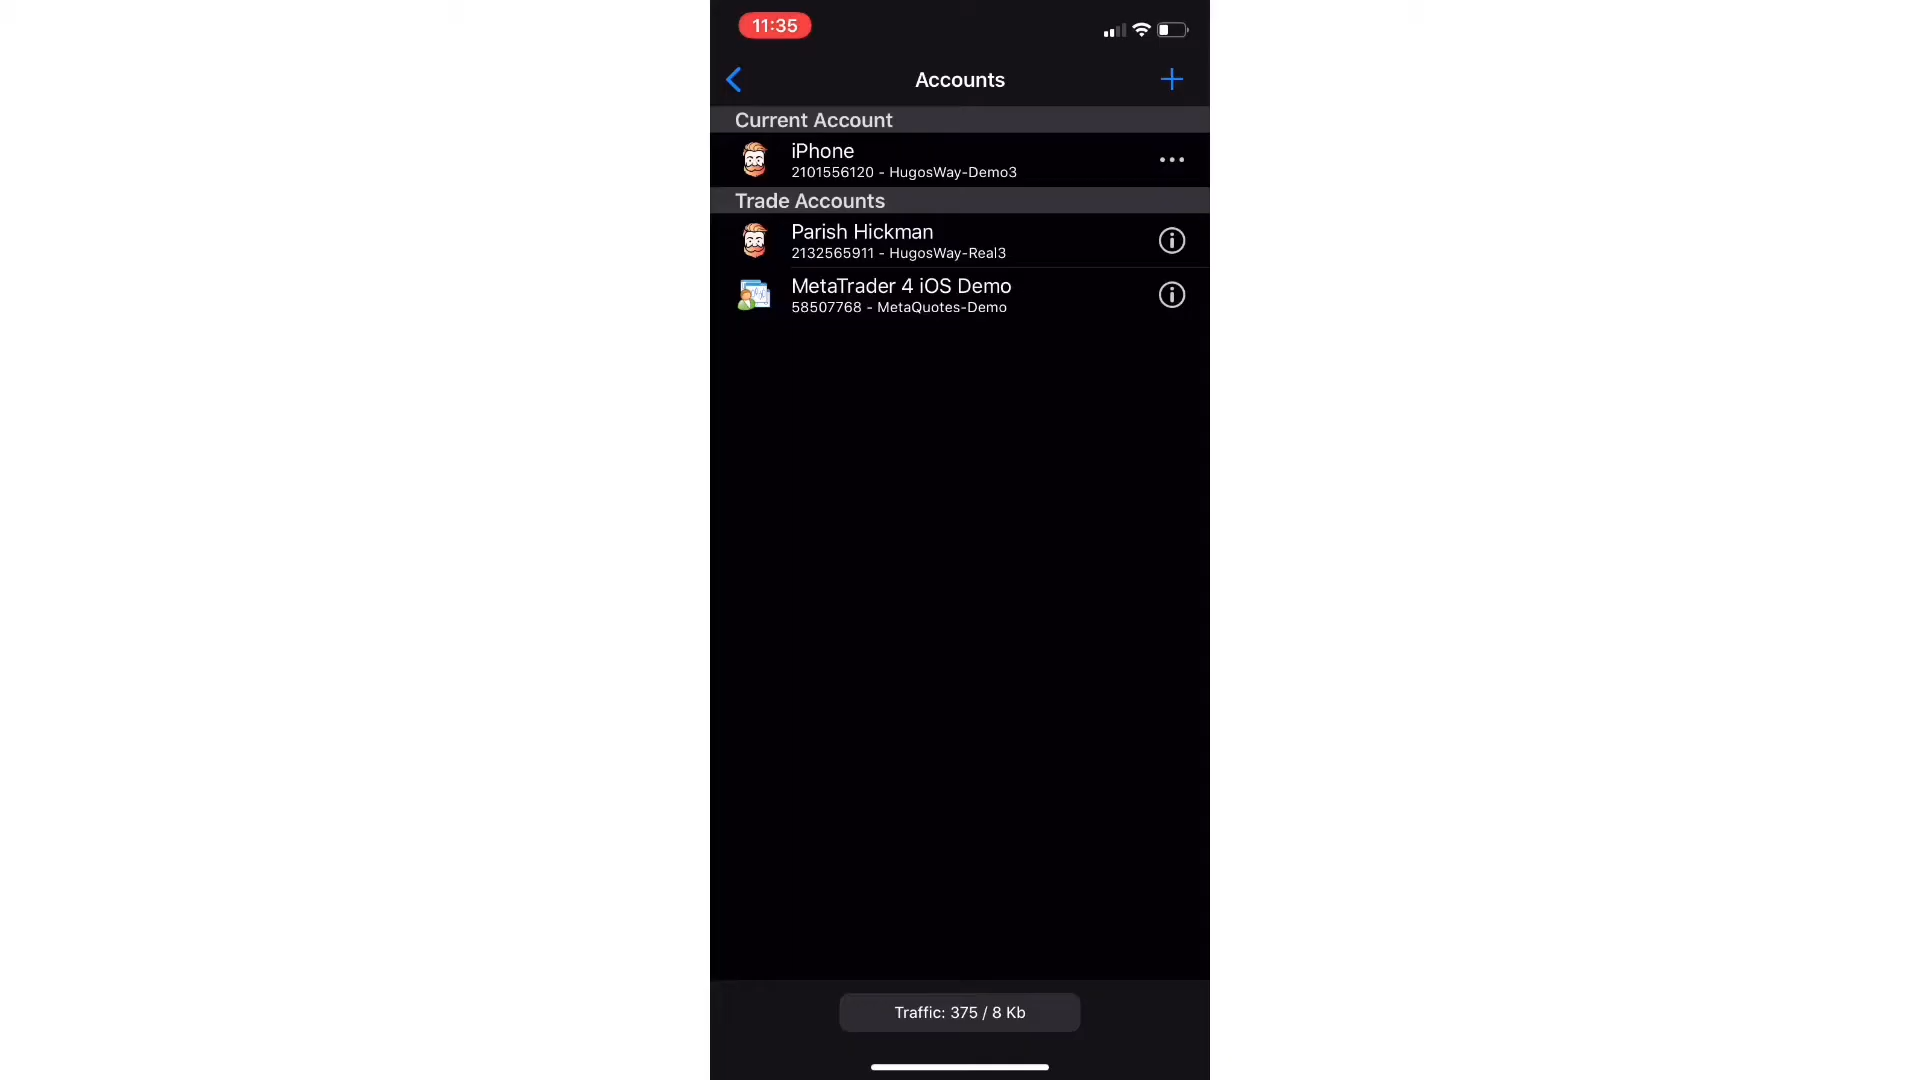 11:35
Accounts
Current Account
iPhone
2101556120 - HugosWay-Demo3
Trade Accounts
Parish Hickman
2132565911 - HugosWay-Real3
MetaTrader 4 iOS Demo
58507768 - MetaQuotes-Demo
Traffic: 375 / 8 Kb